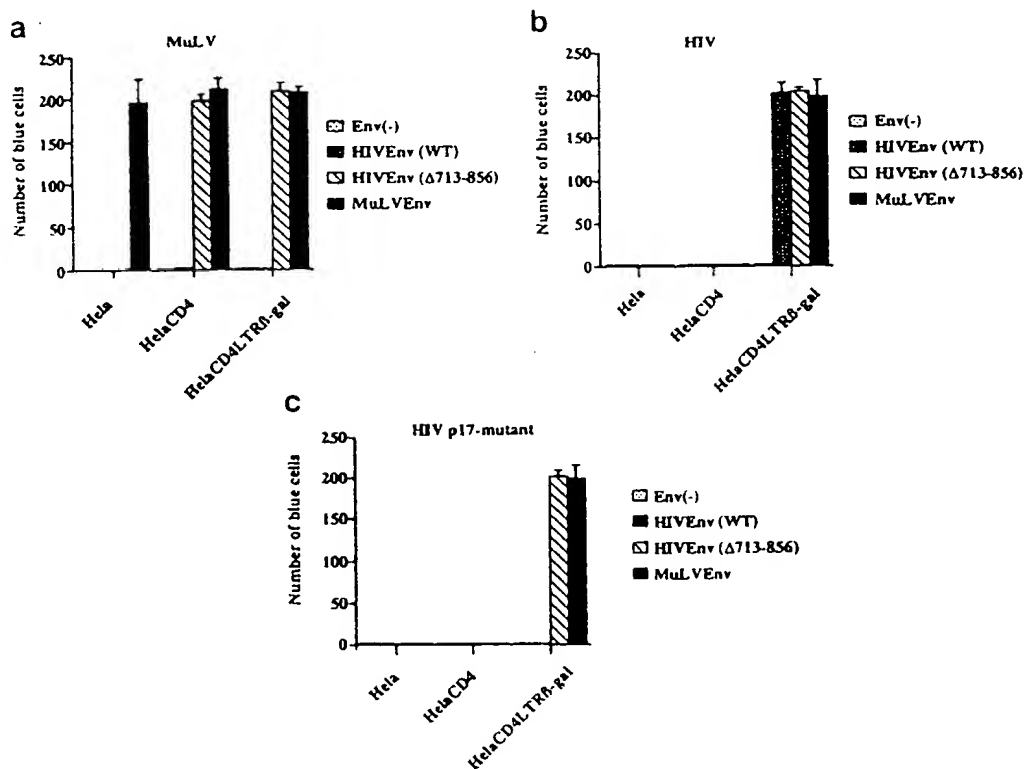 a
MuLV
Number of blue cells
250
200
150
100
50
0
Hela
HelaCD4
HelaCD4LTRβ-gal
Env(-)
HIVEnv (WT)
HIVEnv (Δ713-856)
MuLVEnv
b
HIV
Number of blue cells
250
200
150
100
50
0
Hela
HelaCD4
HelaCD4LTRβ-gal
Env(-)
HIVEnv (WT)
HIVEnv (Δ713-856)
MuLVEnv
c
HIV p17-mutant
Number of blue cells
250
200
150
100
50
0
Hela
HelaCD4
HelaCD4LTRβ-gal
Env(-)
HIVEnv (WT)
HIVEnv (Δ713-856)
MuLVEnv